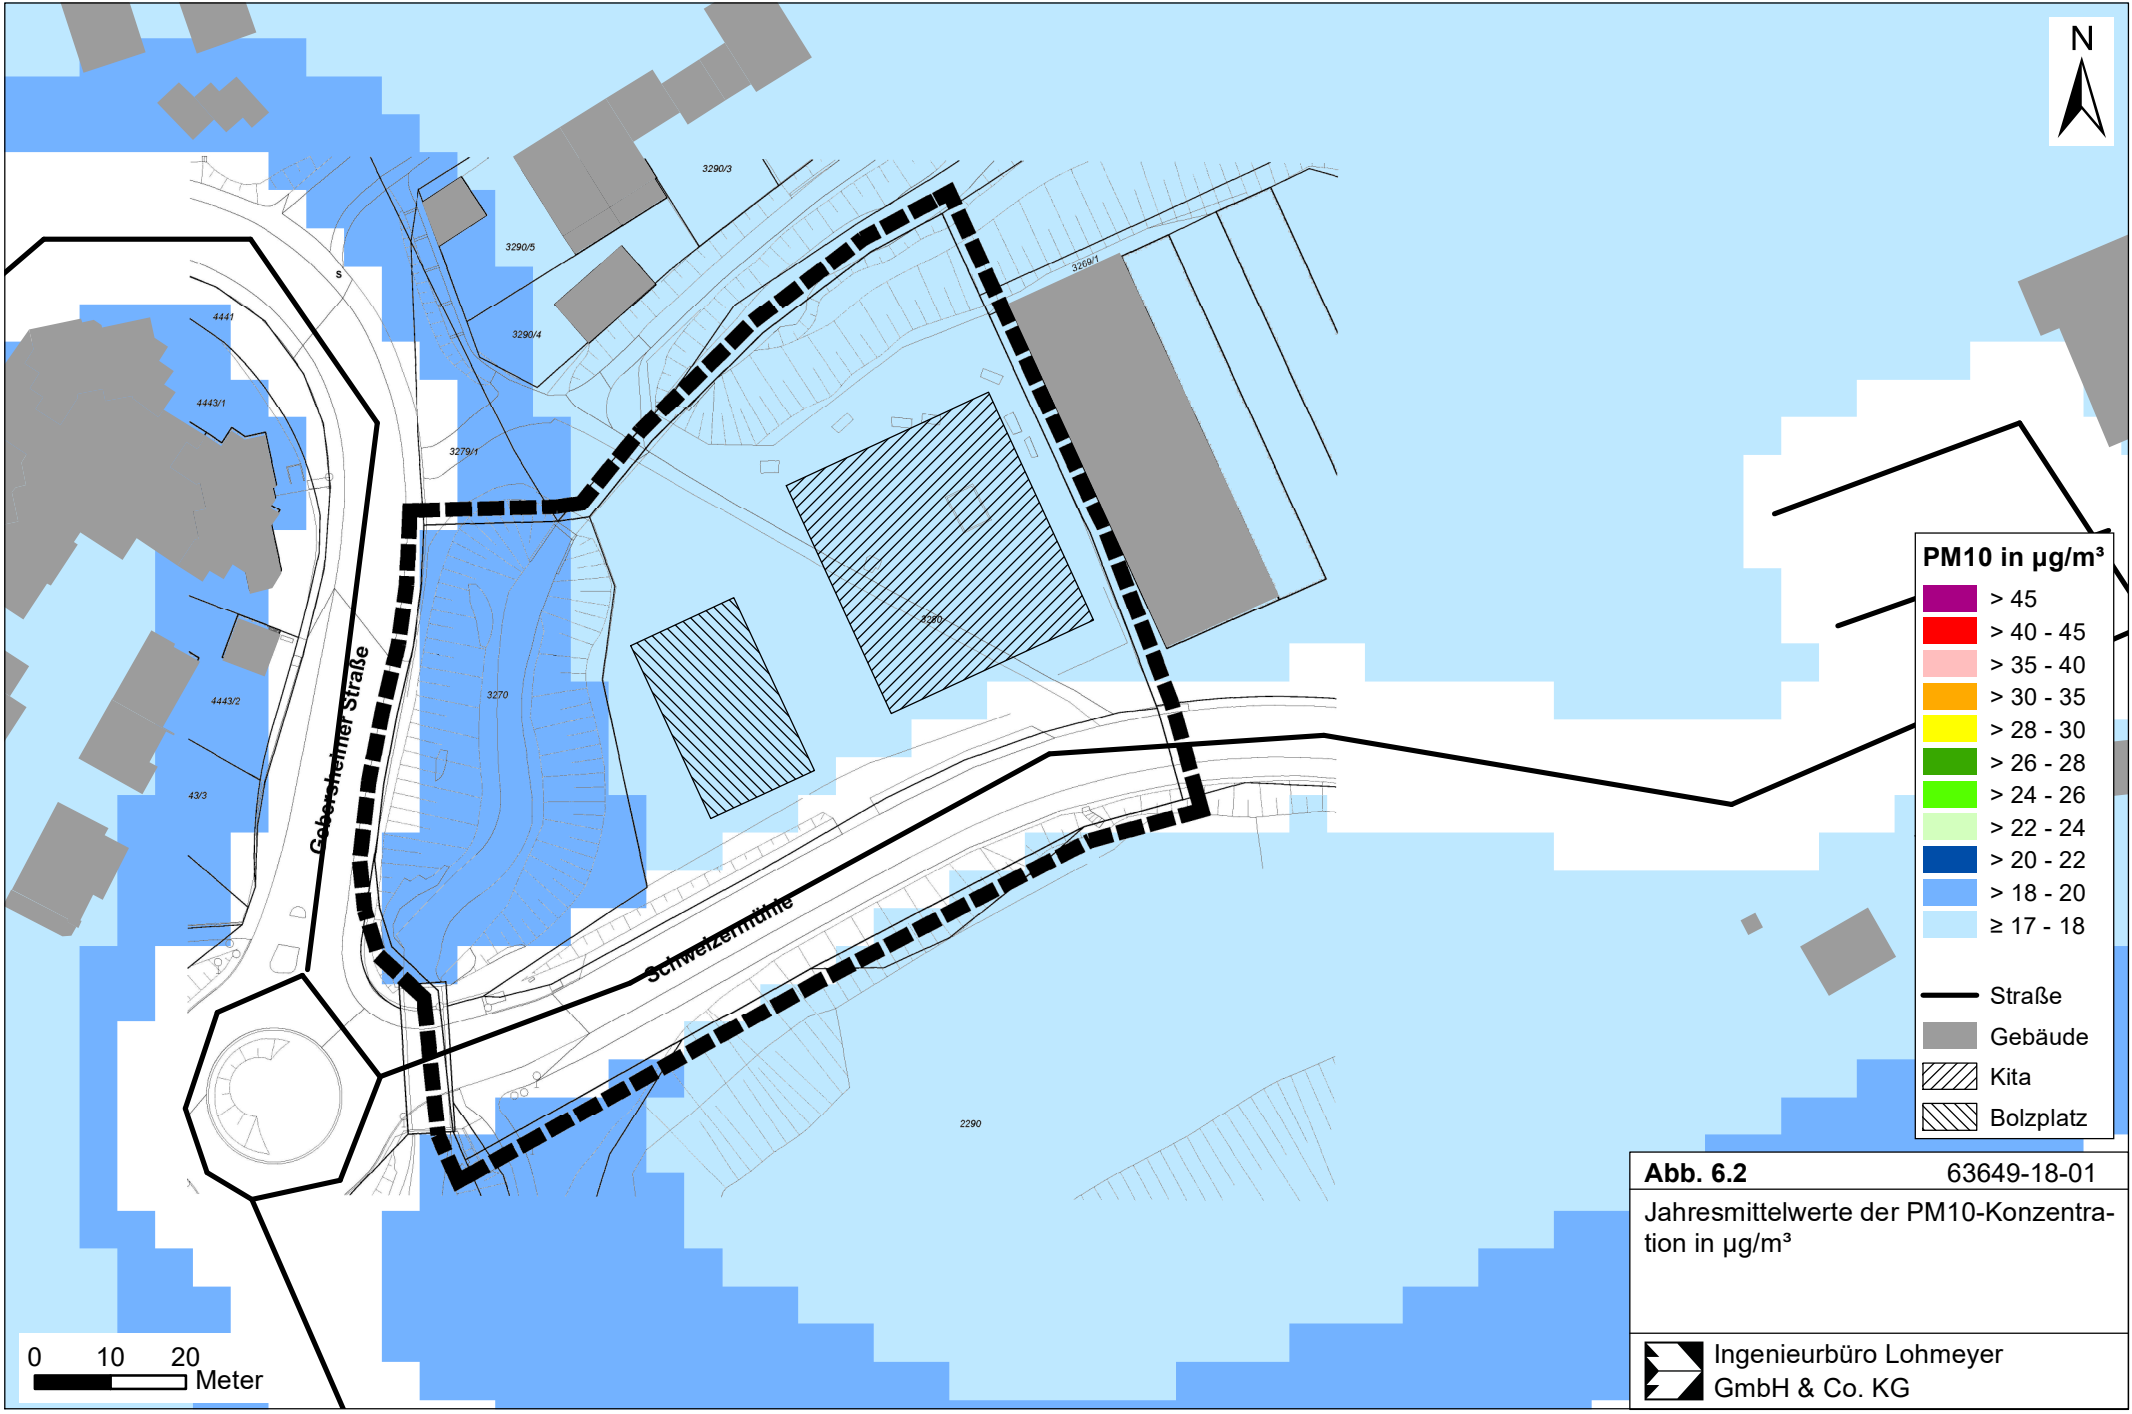 N
3290/3
3290/5
3269/1
S
4441
3290/4
4443/1
3279/1
3280
3270
4443/2
43/3
Gebersheimer Straße
Schweizermühle
2290
PM10 in µg/m³
> 45
> 40 - 45
> 35 - 40
> 30 - 35
> 28 - 30
> 26 - 28
> 24 - 26
> 22 - 24
> 20 - 22
> 18 - 20
≥ 17 - 18
Straße
Gebäude
Kita
Bolzplatz
Abb. 6.2 63649-18-01
Jahresmittelwerte der PM10-Konzentra-
tion in µg/m³
Ingenieurbüro Lohmeyer
GmbH & Co. KG
0 10 20
Meter